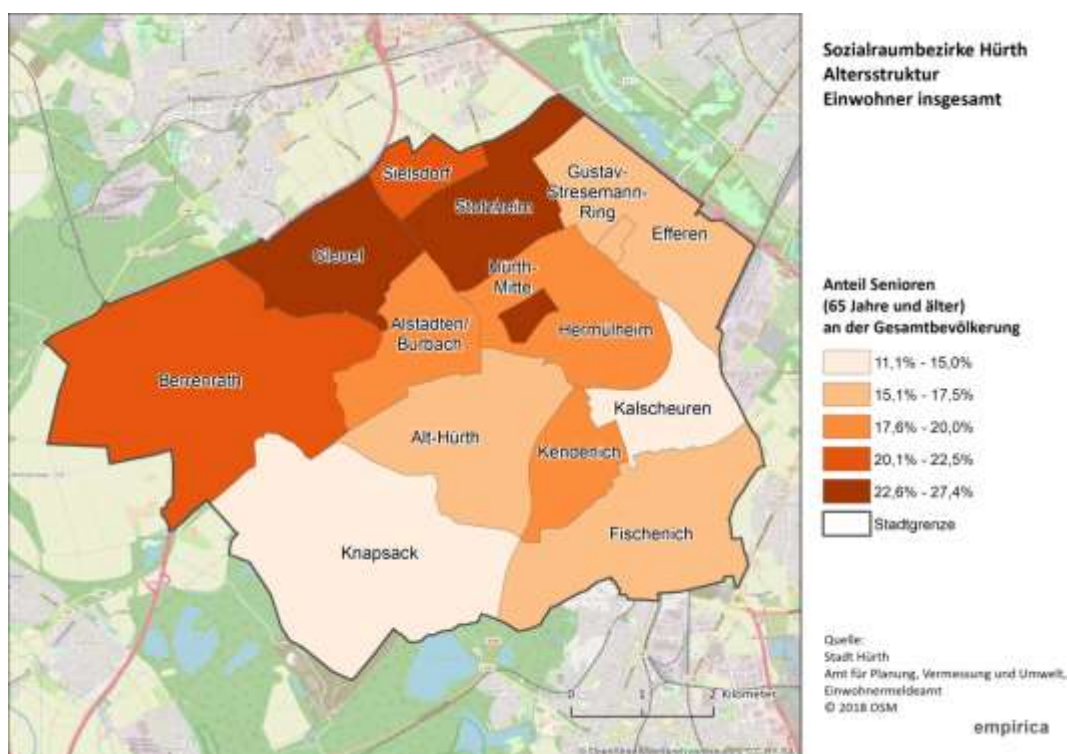 Sozialraumbezirke Hürth
Altersstruktur
Einwohner insgesamt
Sielsdorf
Gustav-
Stresemann-
Ring
Stotzheim
Efferen
Gleuel
Hürth-
Mitte
Alstädten/
Burbach
Hermülheim
Berrenrath
Kalscheuren
Alt-Hürth
Kendenich
Fischenich
Knapsack
Anteil Senioren
(65 Jahre und älter)
an der Gesamtbevölkerung
11,1% - 15,0%
15,1% - 17,5%
17,6% - 20,0%
20,1% - 22,5%
22,6% - 27,4%
Stadtgrenze
0 1 2 Kilometer
Quelle:
Stadt Hürth
Amt für Planung, Vermessung und Umwelt,
Einwohnermeldeamt
© 2018 OSM
empirica